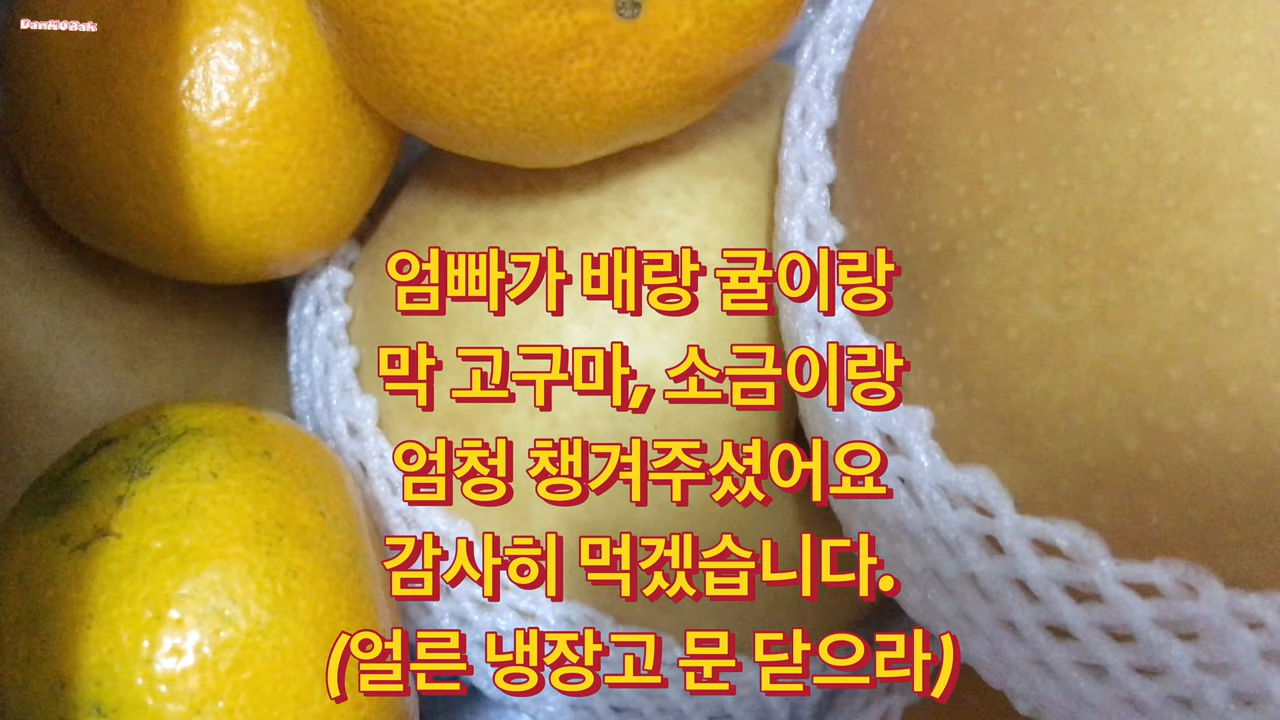 DanHOBak
엄빠가 배랑 귤이랑
막 고구마, 소금이랑
엄청 챙겨주셨어요
감사히 먹겠습니다.
(얼른 냉장고 문 닫으라)